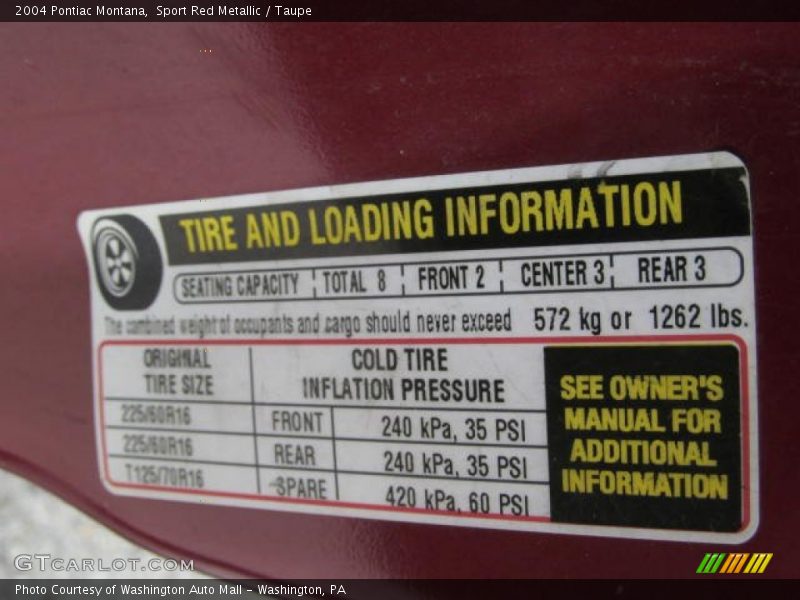 2004 Pontiac Montana,  Sport Red Metallic / Taupe
TIRE AND LOADING INFORMATION
SEATING CAPACITY TOTAL 8 FRONT 2 CENTER 3 REAR 3
The combined weight of occupants and cargo should never exceed 572 kg or 1262 lbs.
ORIGINAL
TIRE SIZE
COLD TIRE
INFLATION PRESSURE
225/60R16 FRONT 240 kPa, 35 PSI
225/60R16 REAR 240 kPa, 35 PSI
T125/70R16 SPARE 420 kPa, 60 PSI
SEE OWNER'S
MANUAL FOR
ADDITIONAL
INFORMATION
GTCARLOT.COM
Photo Courtesy of Washington Auto Mall - Washington, PA